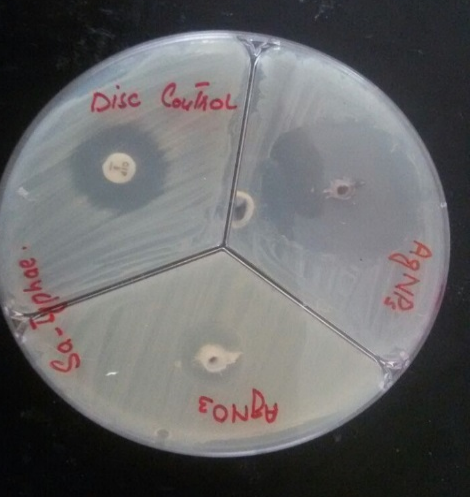 Disc Control
AgNPs
Sa-typhae.
AgNO3